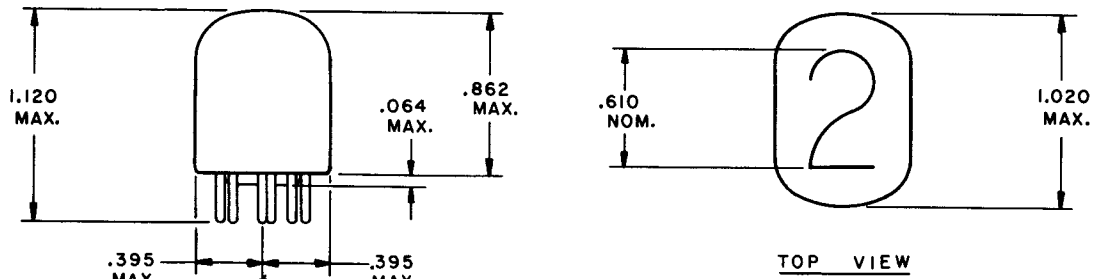 1.120
MAX.
.064
MAX.
.862
MAX.
.395
MAX.
.395
MAX.
.610
NOM.
2
1.020
MAX.
TOP VIEW